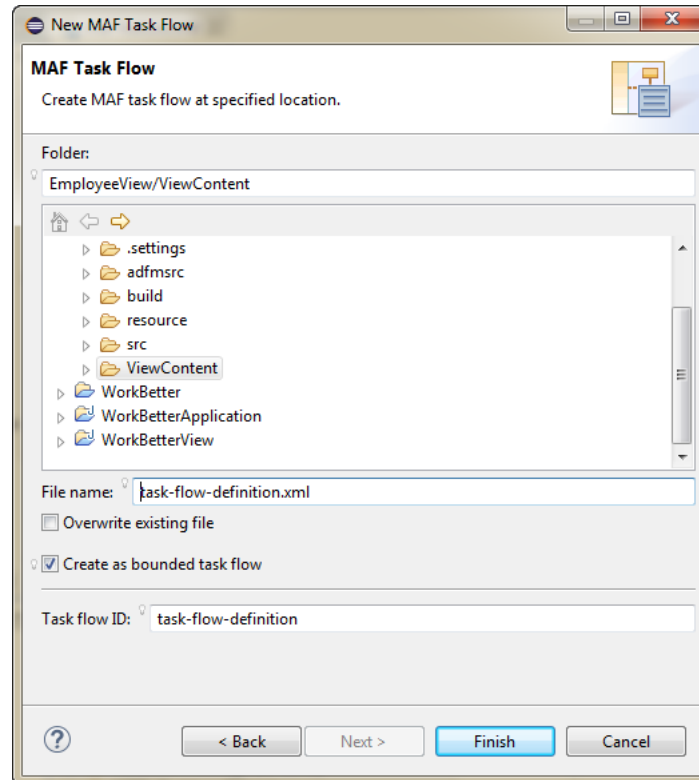 New MAF Task Flow
MAF Task Flow
Create MAF task flow at specified location.
Folder:
EmployeeView/ViewContent
.settings
adfmsrc
build
resource
src
ViewContent
WorkBetter
WorkBetterApplication
WorkBetterView
File name: task-flow-definition.xml
Overwrite existing file
Create as bounded task flow
Task flow ID: task-flow-definition
? < Back Next > Finish Cancel